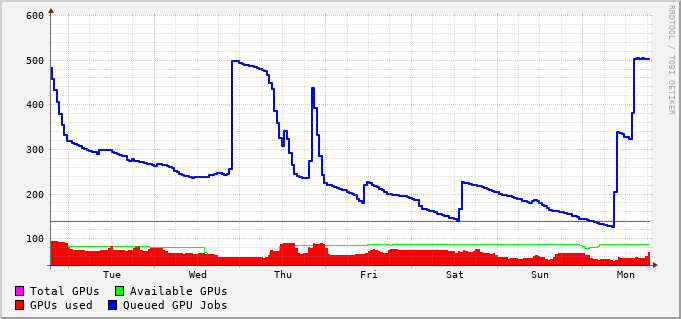 600
500
400
300
200
100
Tue Wed Thu Fri Sat Sun Mon
Total GPUs Available GPUs
GPUs used Queued GPU Jobs
RRDTOOL / TOBI OETIKER